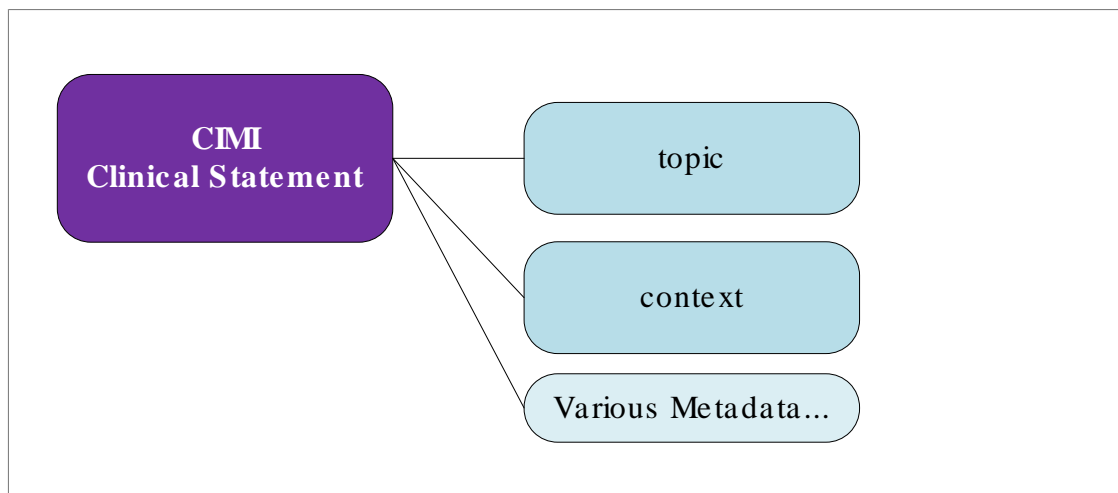 CIMI
Clinical Statement
topic
context
Various Metadata...